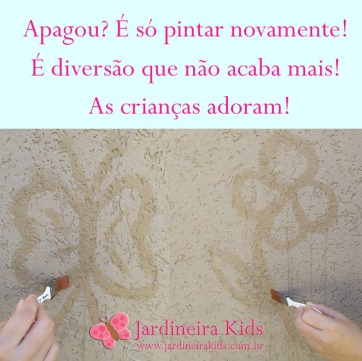 Apagou? É só pintar novamente!
É diversão que não acaba mais!
As crianças adoram!
Jardineira Kids
www.jardineirakids.com.br